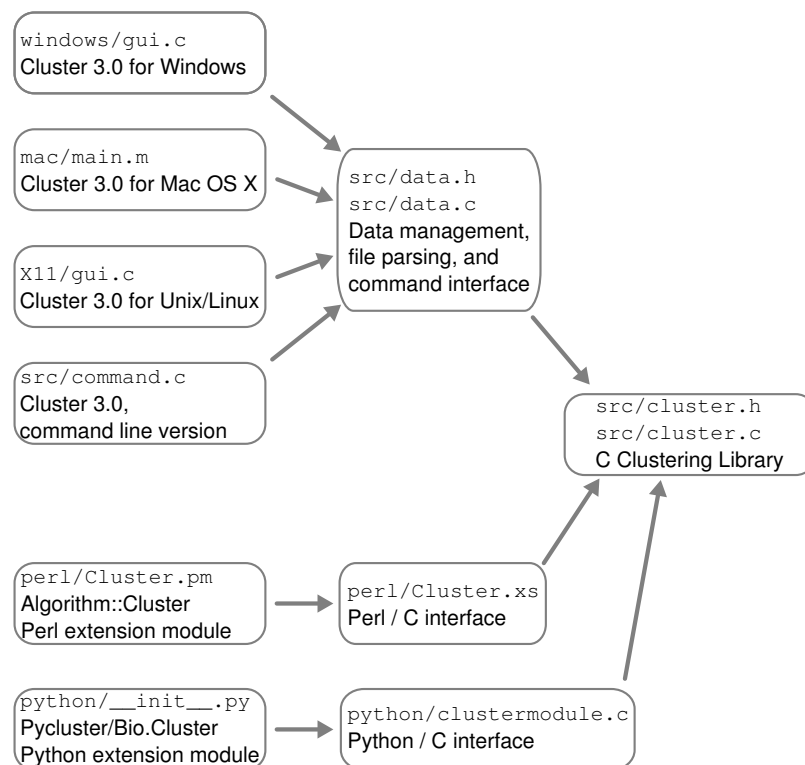 windows/gui.c
Cluster 3.0 for Windows
mac/main.m
Cluster 3.0 for Mac OS X
X11/gui.c
Cluster 3.0 for Unix/Linux
src/command.c
Cluster 3.0,
command line version
src/data.h
src/data.c
Data management,
file parsing, and
command interface
src/cluster.h
src/cluster.c
C Clustering Library
perl/Cluster.pm
Algorithm::Cluster
Perl extension module
perl/Cluster.xs
Perl / C interface
python/__init__.py
Pycluster/Bio.Cluster
Python extension module
python/clustermodule.c
Python / C interface